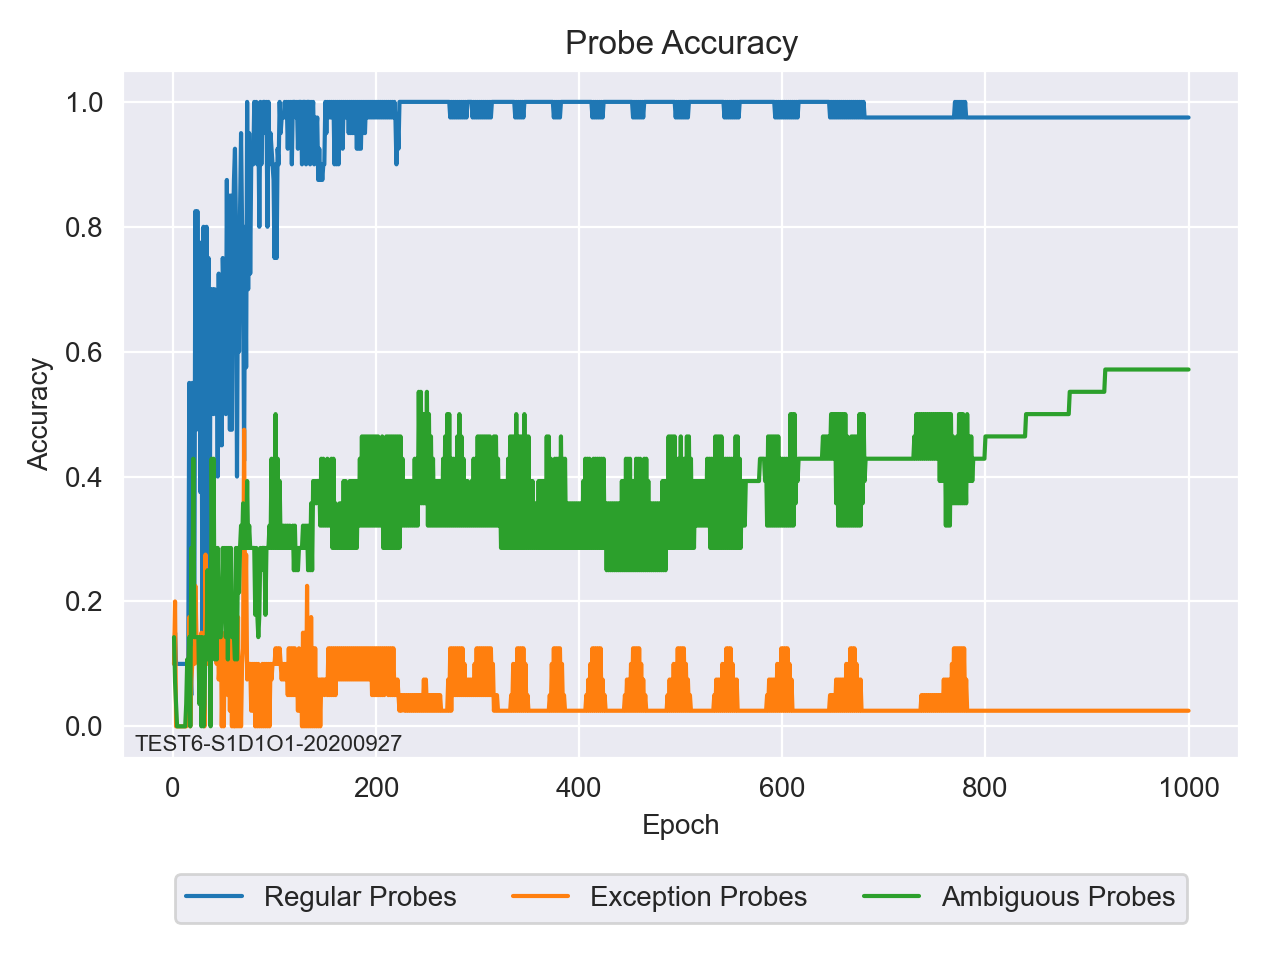 Probe Accuracy
1.0
0.8
0.6
0.4
0.2
0.0
Accuracy
TEST6-S1D1O1-20200927
0 200 400 600 800 1000
Epoch
Regular Probes Exception Probes Ambiguous Probes